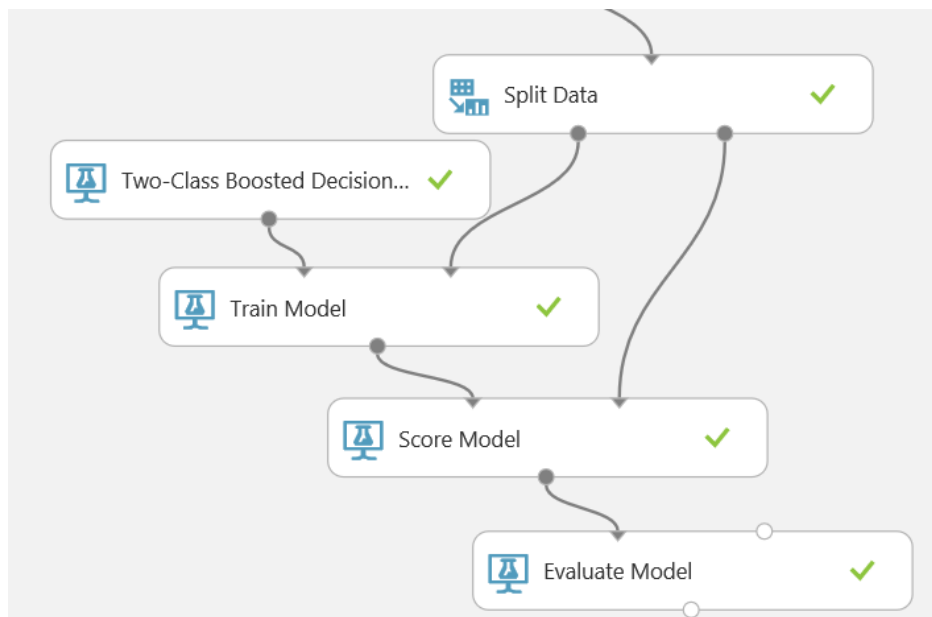 Split Data
Two-Class Boosted Decision...
Train Model
Score Model
Evaluate Model